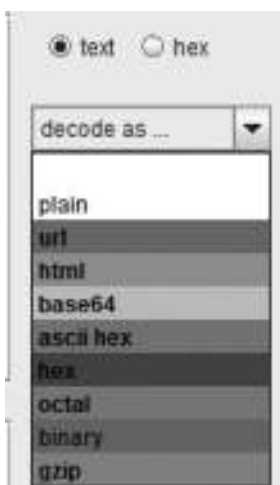 text hex
decode as ...
plain
url
html
base64
ascii hex
hex
octal
binary
gzip